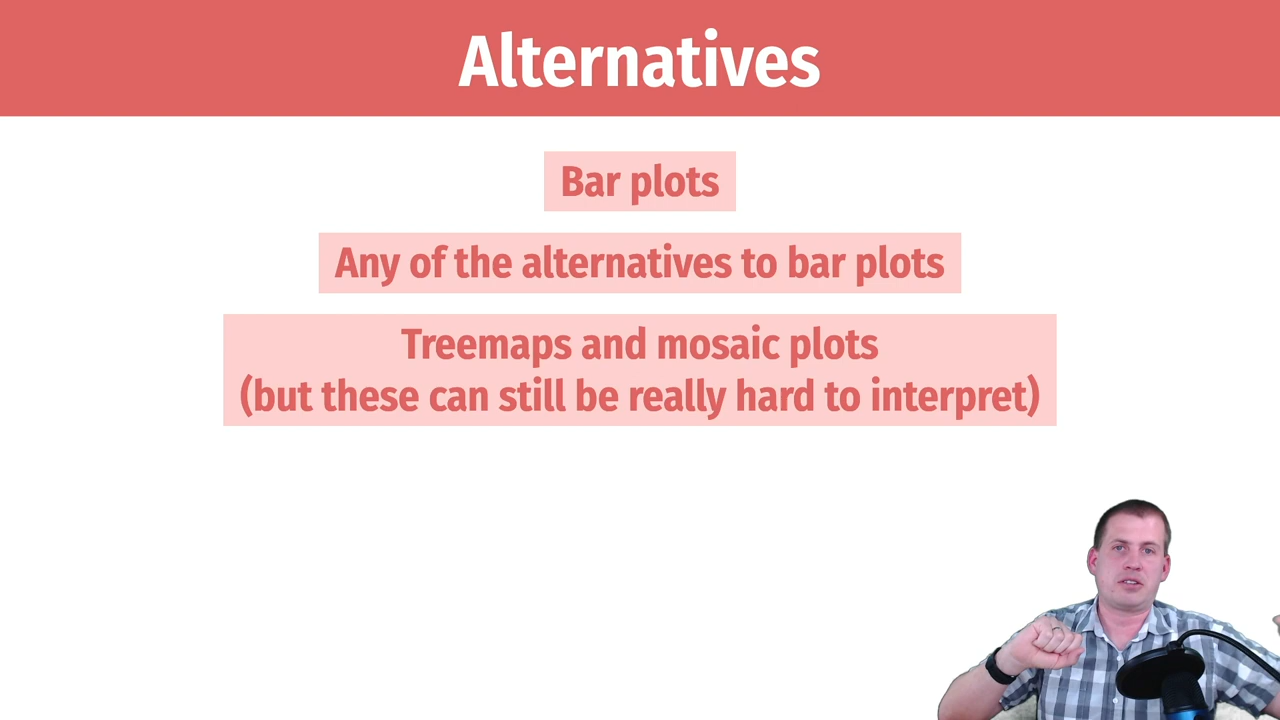 Alternatives
Bar plots
Any of the alternatives to bar plots
Treemaps and mosaic plots
(but these can still be really hard to interpret)